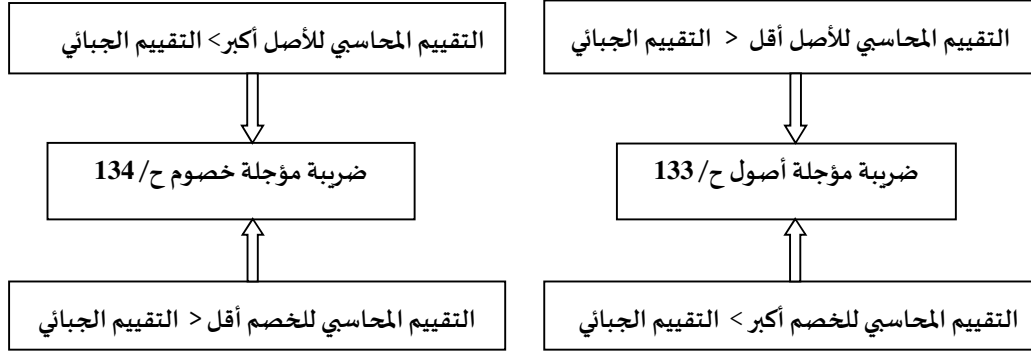 التقييم المحاسبي للأصل أقل < التقييم الجبائي
التقييم المحاسبي للأصل أكبر> التقييم الجبائي
ضريبة مؤجلة أصول ح/ 133
ضريبة مؤجلة خصوم ح/ 134
التقييم المحاسبي للخصم أكبر > التقييم الجبائي
التقييم المحاسبي للخصم أقل < التقييم الجبائي